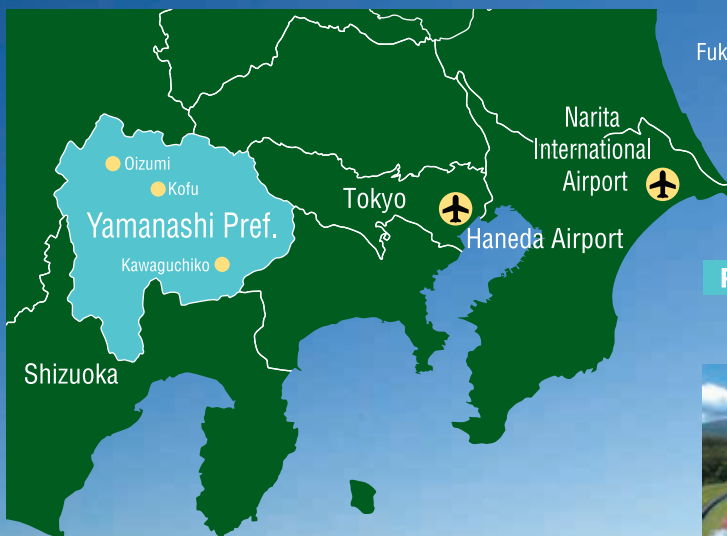 Fuk
Narita
International
Airport
Oizumi
Kofu
Tokyo
Yamanashi Pref.
Haneda Airport
Kawaguchiko
Shizuoka